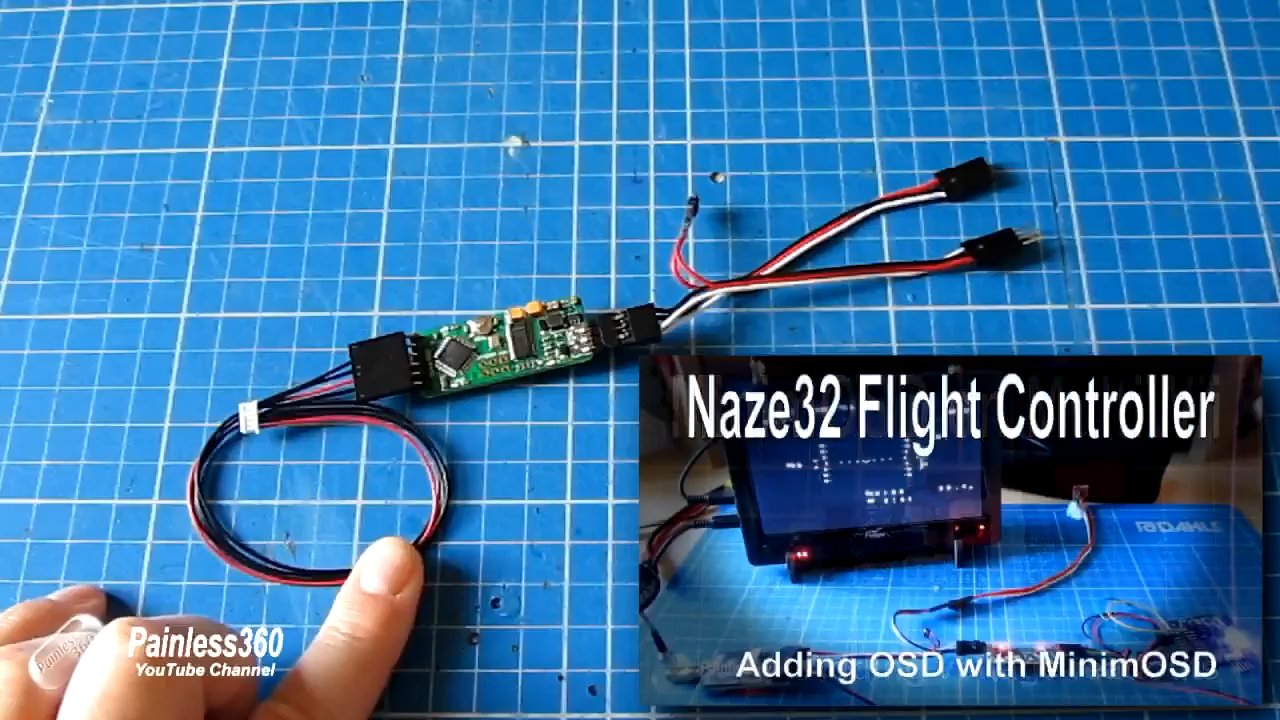 Naze32 Flight Controller
Adding OSD with MinimOSD
Painless360
YouTube Channel